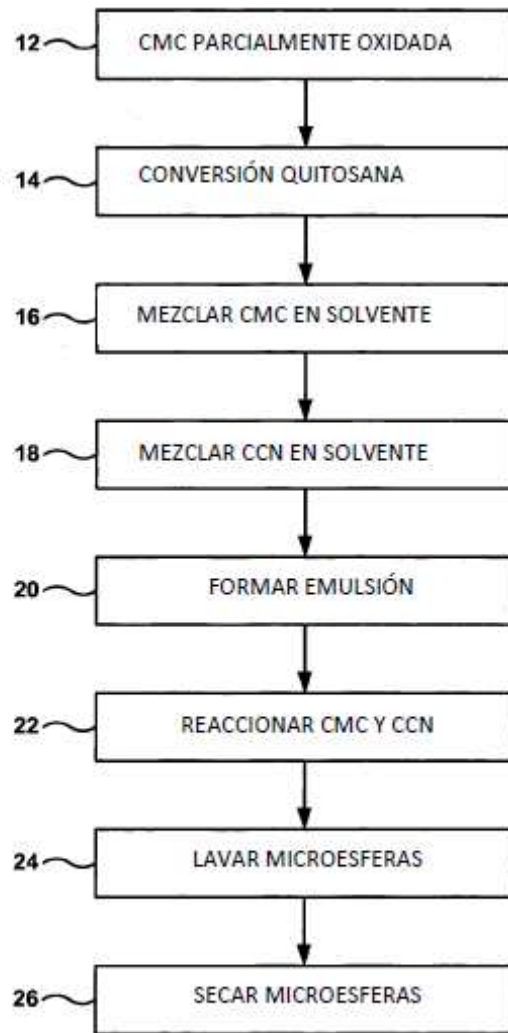 12 CMC PARCIALMENTE OXIDADA
14 CONVERSIÓN QUITOSANA
16 MEZCLAR CMC EN SOLVENTE
18 MEZCLAR CCN EN SOLVENTE
20 FORMAR EMULSIÓN
22 REACCIONAR CMC Y CCN
24 LAVAR MICROESFERAS
26 SECAR MICROESFERAS